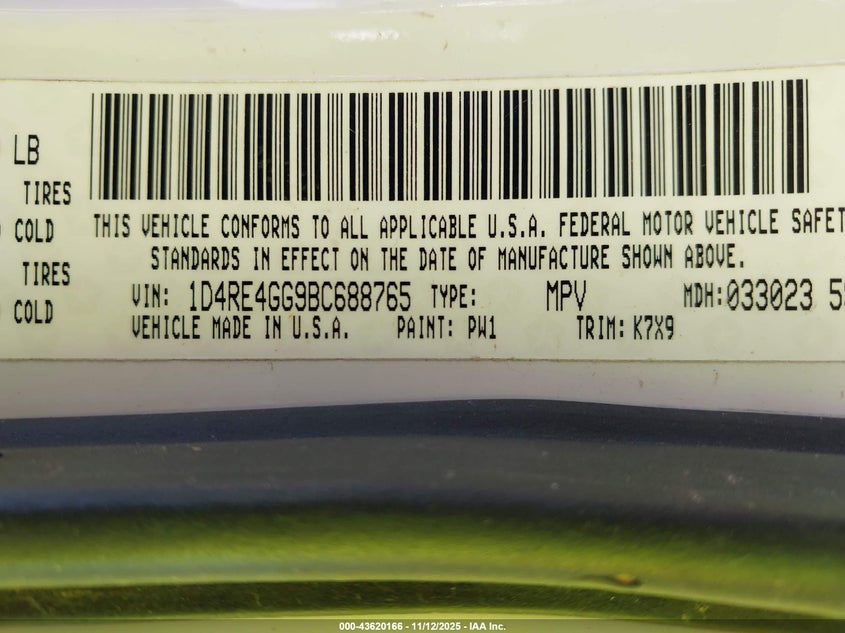 LB
TIRES
COLD
TIRES
COLD
THIS VEHICLE CONFORMS TO ALL APPLICABLE U.S.A. FEDERAL MOTOR VEHICLE SAFET
STANDARDS IN EFFECT ON THE DATE OF MANUFACTURE SHOWN ABOVE.
VIN: 1D4RE4GG9BC688765 TYPE: MPV MDH:033023 5
VEHICLE MADE IN U.S.A. PAINT: PW1 TRIM: K7X9
000-43620166 - 11/12/2025 - IAA Inc.